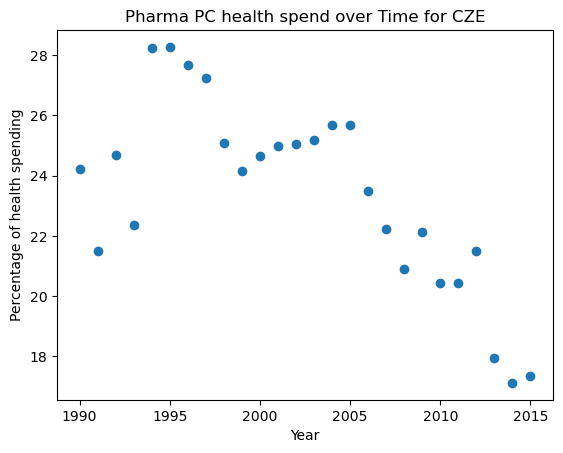 Pharma PC health spend over Time for CZE
28
26
24
22
20
18
Percentage of health spending
1990 1995 2000 2005 2010 2015
Year